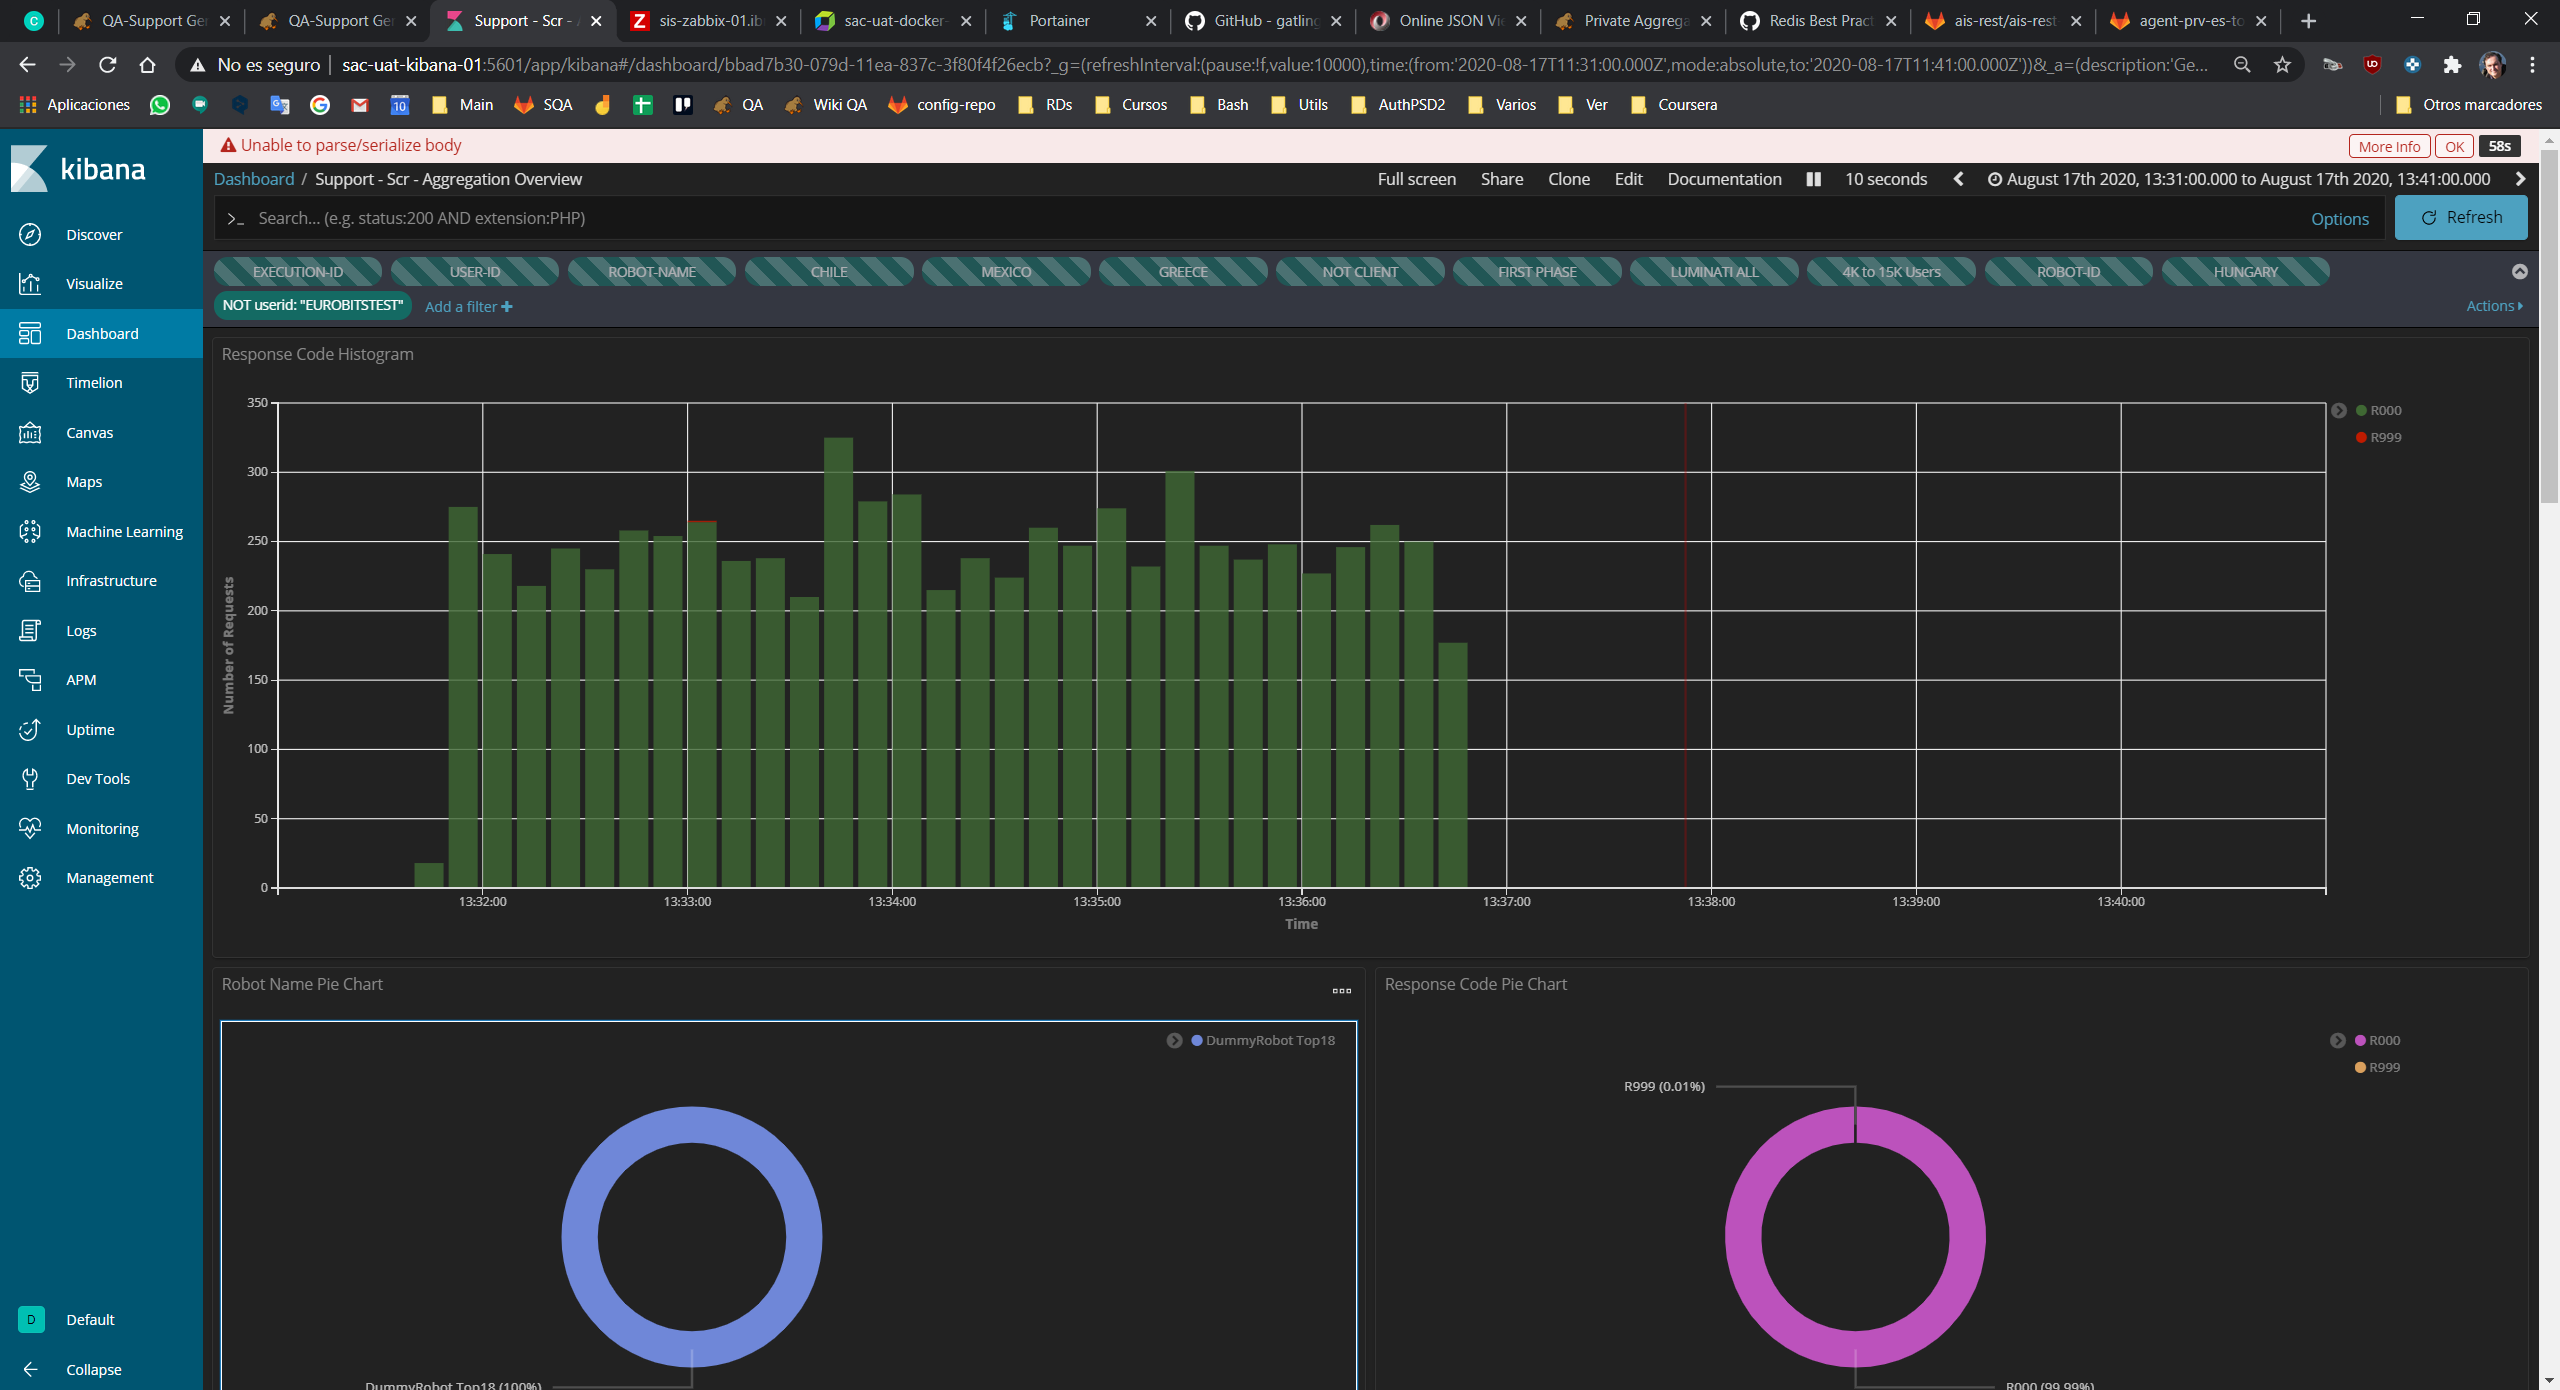 QA-Support Ge
QA-Support Ge
Support - Scr - A
sis-zabbix-01.ib
sac-uat-docker-
Portainer
GitHub - gatling
Online JSON Vi
Private Aggrega
Redis Best Pract
ais-rest/ais-rest
agent-prv-es-to
No es seguro | sac-uat-kibana-01:5601/app/kibana#/dashboard/bbad7b30-079d-11ea-837c-3f80f4f26ecb?_g=(refreshInterval:(pause:!f,value:10000),time:(from:'2020-08-17T11:31:00.000Z',mode:absolute,to:'2020-08-17T11:41:00.000Z'))&_a=(description:'Ge...
Aplicaciones
Main
SQA
QA
Wiki QA
config-repo
RDs
Cursos
Bash
Utils
AuthPSD2
Varios
Ver
Coursera
Otros marcadores
kibana
Discover
Visualize
Dashboard
Timelion
Canvas
Maps
Machine Learning
Infrastructure
Logs
APM
Uptime
Dev Tools
Monitoring
Management
D Default
Collapse
Unable to parse/serialize body
More Info OK 58s
Dashboard / Support - Scr - Aggregation Overview
Full screen Share Clone Edit Documentation 10 seconds August 17th 2020, 13:31:00.000 to August 17th 2020, 13:41:00.000
>_ Search... (e.g. status:200 AND extension:PHP)
Options
Refresh
EXECUTION-ID USER-ID ROBOT-NAME CHILE MEXICO GREECE NOT CLIENT FIRST PHASE LUMINATI ALL 4K to 15K Users ROBOT-ID HUNGARY
NOT userid: "EUROBITSTEST" Add a filter +
Actions
Response Code Histogram
350
300
250
200
150
100
50
0
Number of Requests
13:32:00 13:33:00 13:34:00 13:35:00 13:36:00 13:37:00 13:38:00 13:39:00 13:40:00
Time
R000
R999
Robot Name Pie Chart
DummyRobot Top18
DummyRobot Top18 (100%)
Response Code Pie Chart
R000
R999
R999 (0.01%)
R000 (99.99%)